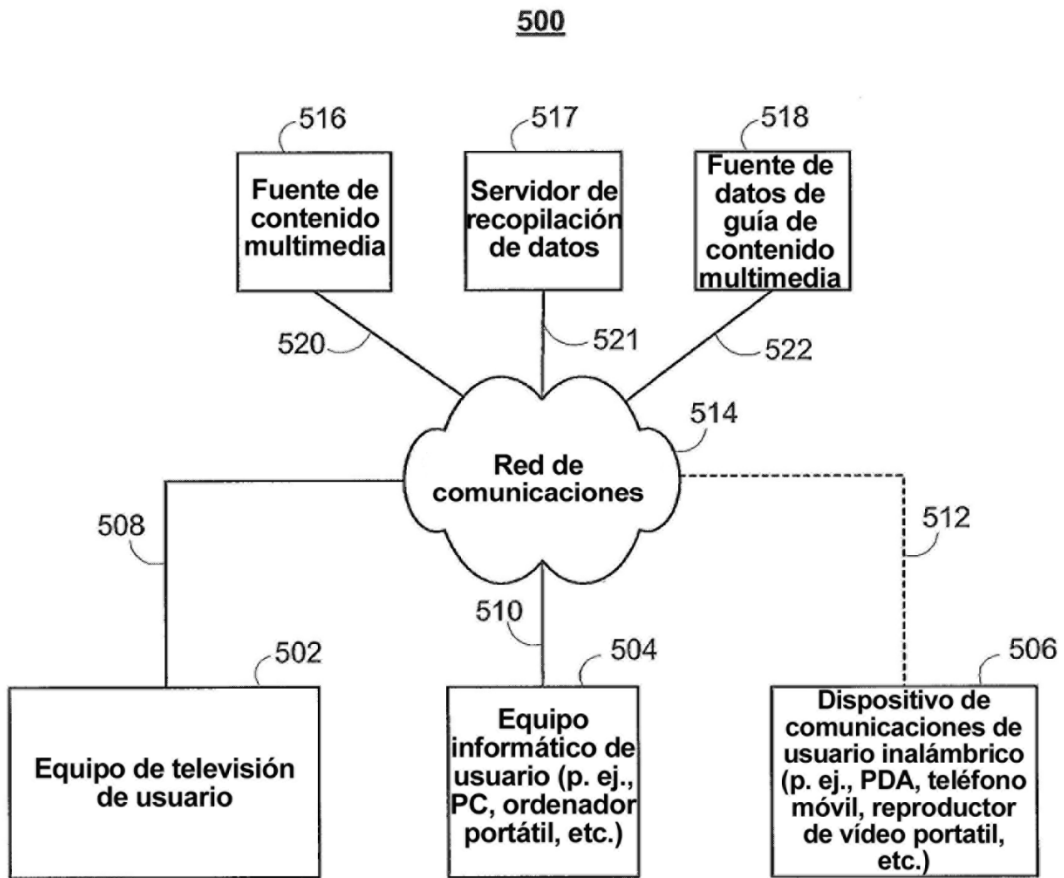 500
516
517
518
Fuente de
contenido
multimedia
Servidor de
recopilación
de datos
Fuente de
datos de
guía de
contenido
multimedia
520
521
522
514
Red de
comunicaciones
508
510
512
502
504
506
Equipo de televisión
de usuario
Equipo
informático de
usuario (p. ej.,
PC, ordenador
portátil, etc.)
Dispositivo de
comunicaciones de
usuario inalámbrico
(p. ej., PDA, teléfono
móvil, reproductor
de vídeo portatil,
etc.)